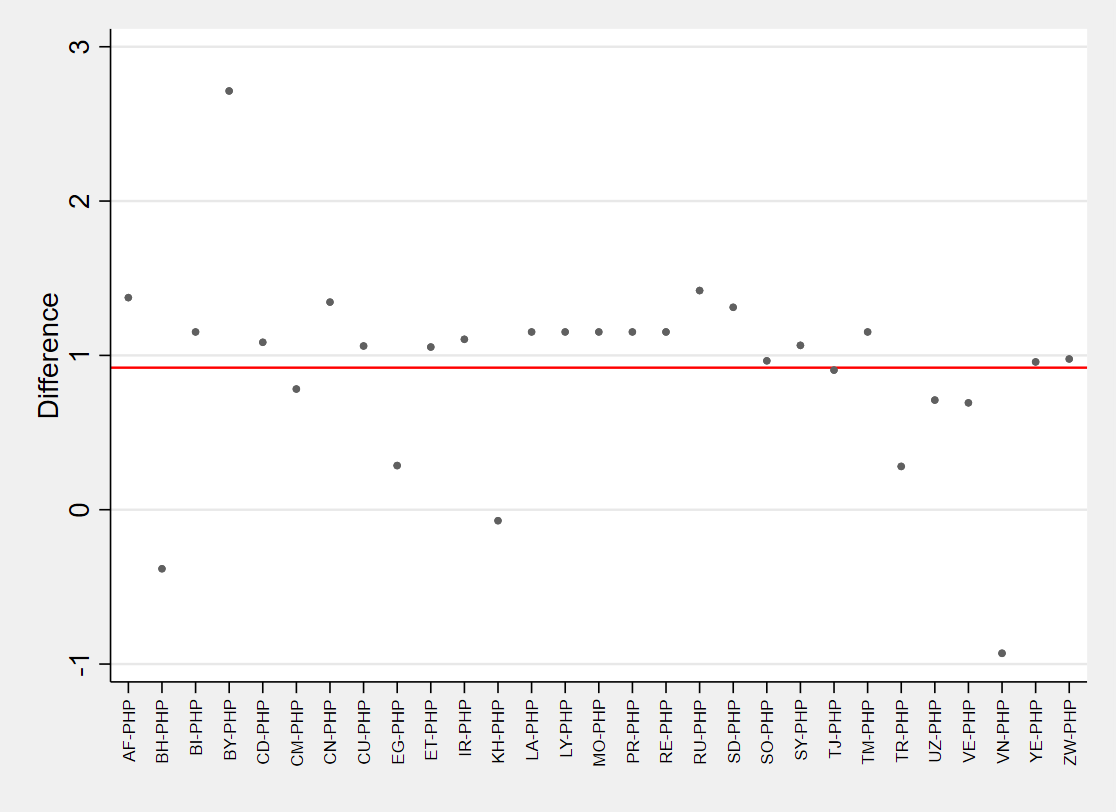 3
2
1
0
-1
Difference
AF-PHP
BH-PHP
BI-PHP
BY-PHP
CD-PHP
CM-PHP
CN-PHP
CU-PHP
EG-PHP
ET-PHP
IR-PHP
KH-PHP
LA-PHP
LY-PHP
MO-PHP
PR-PHP
RE-PHP
RU-PHP
SD-PHP
SO-PHP
SY-PHP
TJ-PHP
TM-PHP
TR-PHP
UZ-PHP
VE-PHP
VN-PHP
YE-PHP
ZW-PHP